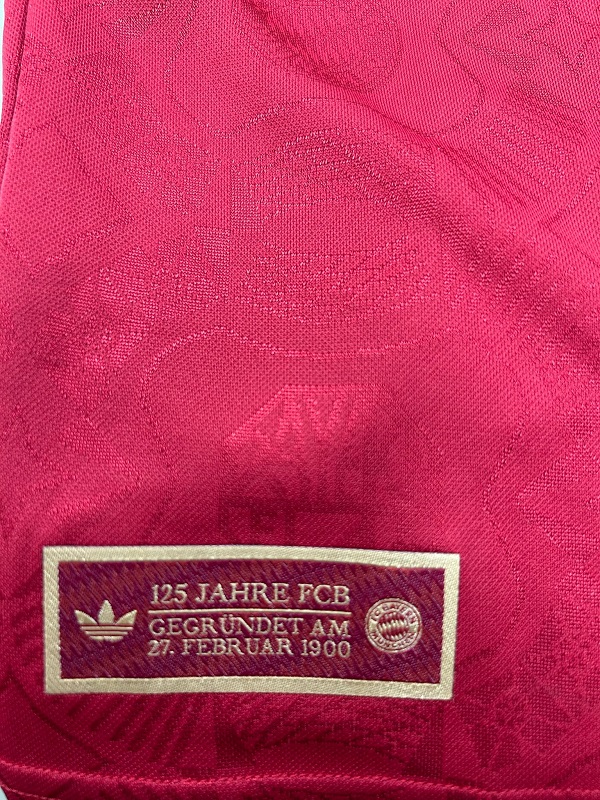 125 JAHRE FCB
GEGRÜNDET AM
27. FEBRUAR 1900